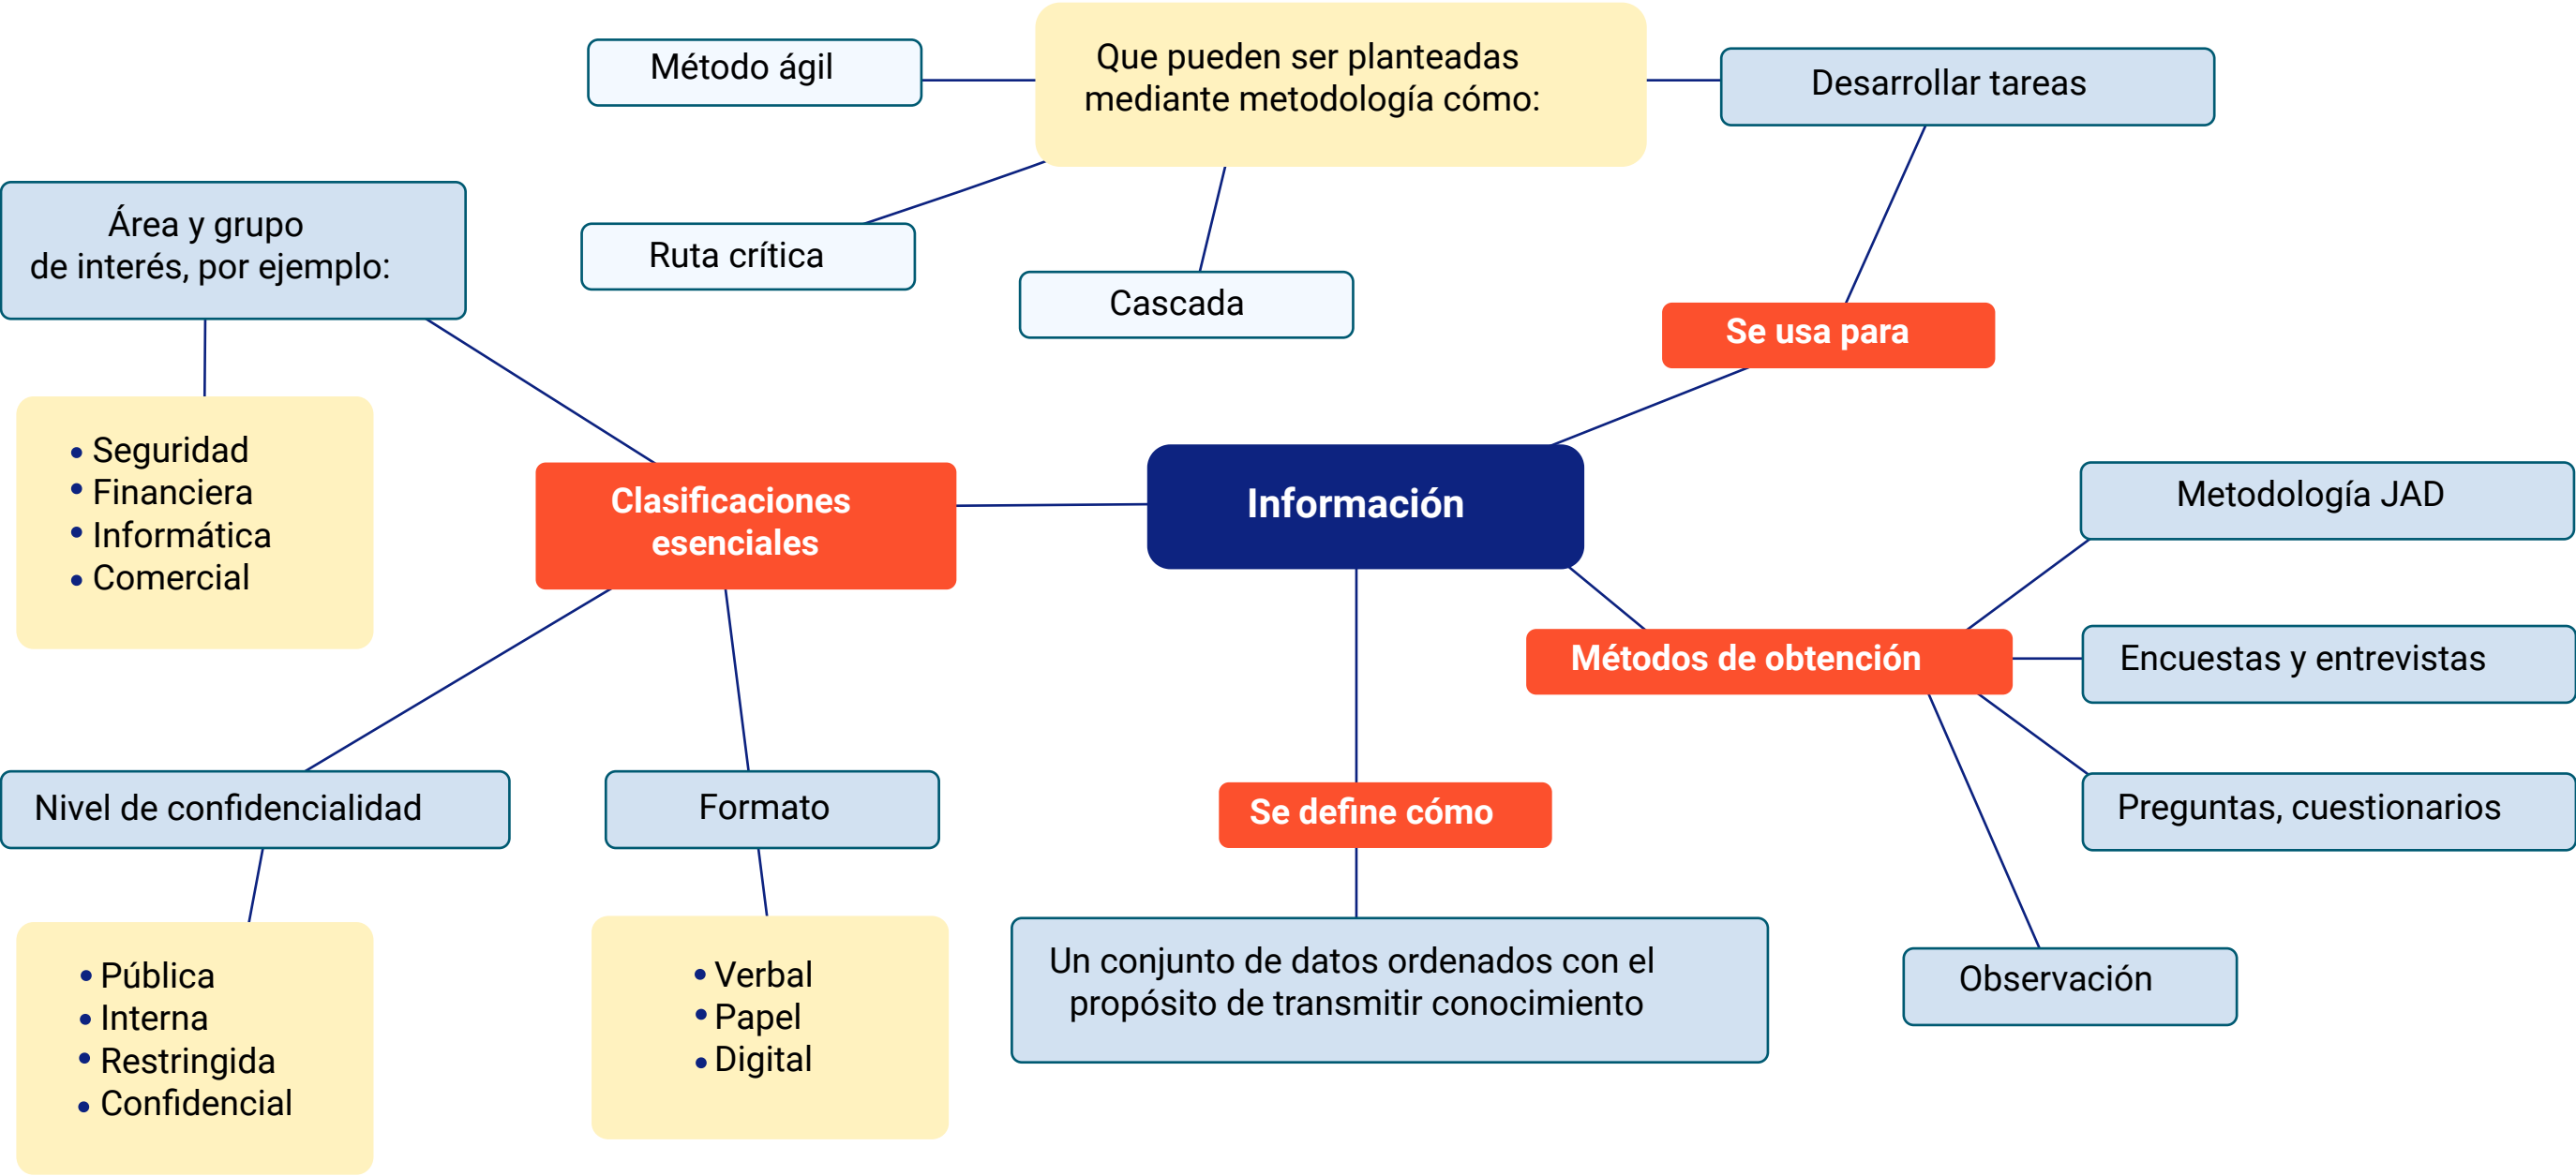 Método ágil
Que pueden ser planteadas
mediante metodología cómo:
Desarrollar tareas
Área y grupo
de interés, por ejemplo:
Ruta crítica
Cascada
Se usa para
Seguridad
Financiera
Informática
Comercial
Clasificaciones
esenciales
Información
Metodología JAD
Métodos de obtención
Encuestas y entrevistas
Nivel de confidencialidad
Formato
Se define cómo
Preguntas, cuestionarios
Pública
Interna
Restringida
Confidencial
Verbal
Papel
Digital
Un conjunto de datos ordenados con el
propósito de transmitir conocimiento
Observación